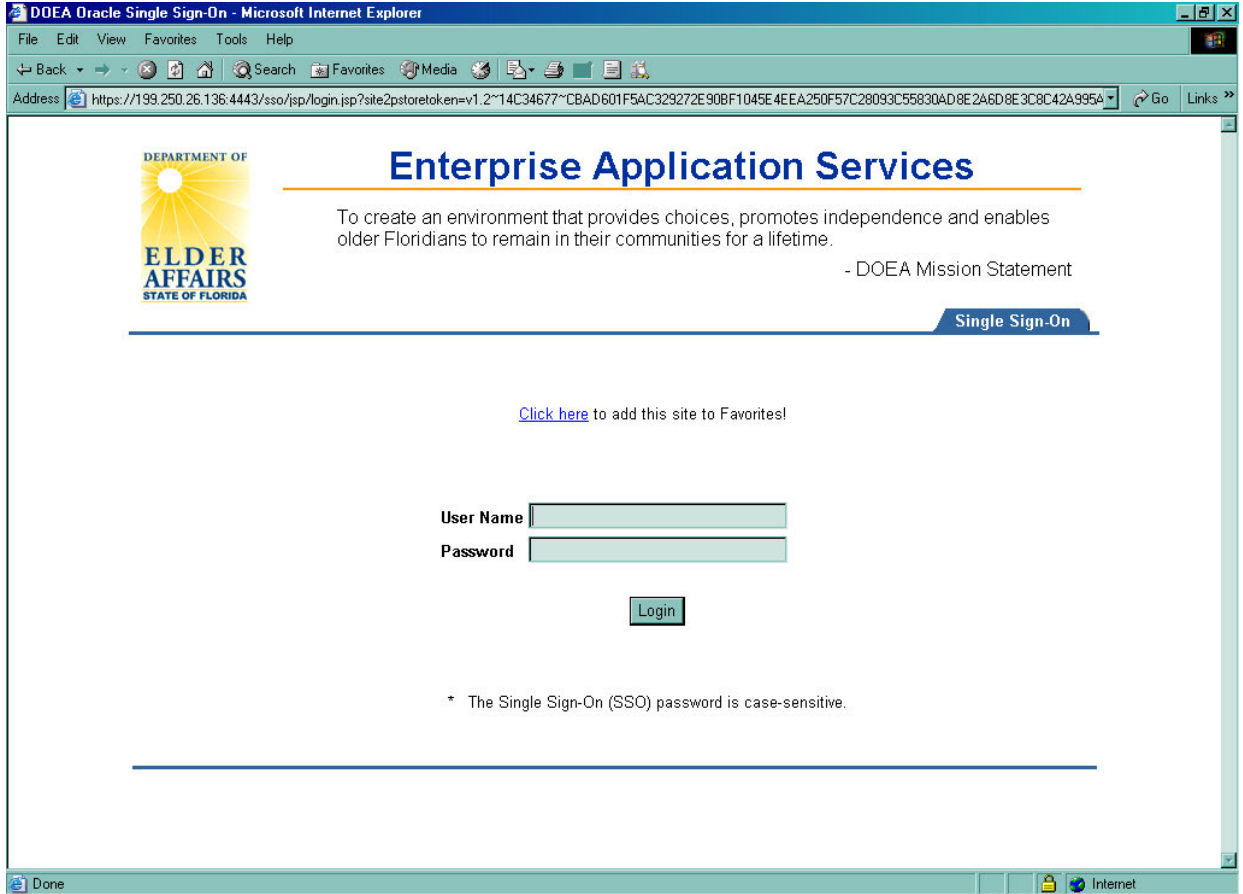 DOEA Oracle Single Sign-On - Microsoft Internet Explorer
File Edit View Favorites Tools Help
Back Search Favorites Media
Address https://199.250.26.136:4443/sso/jsp/login.jsp?site2pstoretoken=v1.2~14C34677~CBAD601F5AC329272E90BF1045E4EEA250F57C28093C55830AD8E2A6D8E3C8C42A995A Go Links »
DEPARTMENT OF
ELDER
AFFAIRS
STATE OF FLORIDA
Enterprise Application Services
To create an environment that provides choices, promotes independence and enables
older Floridians to remain in their communities for a lifetime.
- DOEA Mission Statement
Single Sign-On
Click here to add this site to Favorites!
User Name
Password
Login
* The Single Sign-On (SSO) password is case-sensitive.
Done Internet